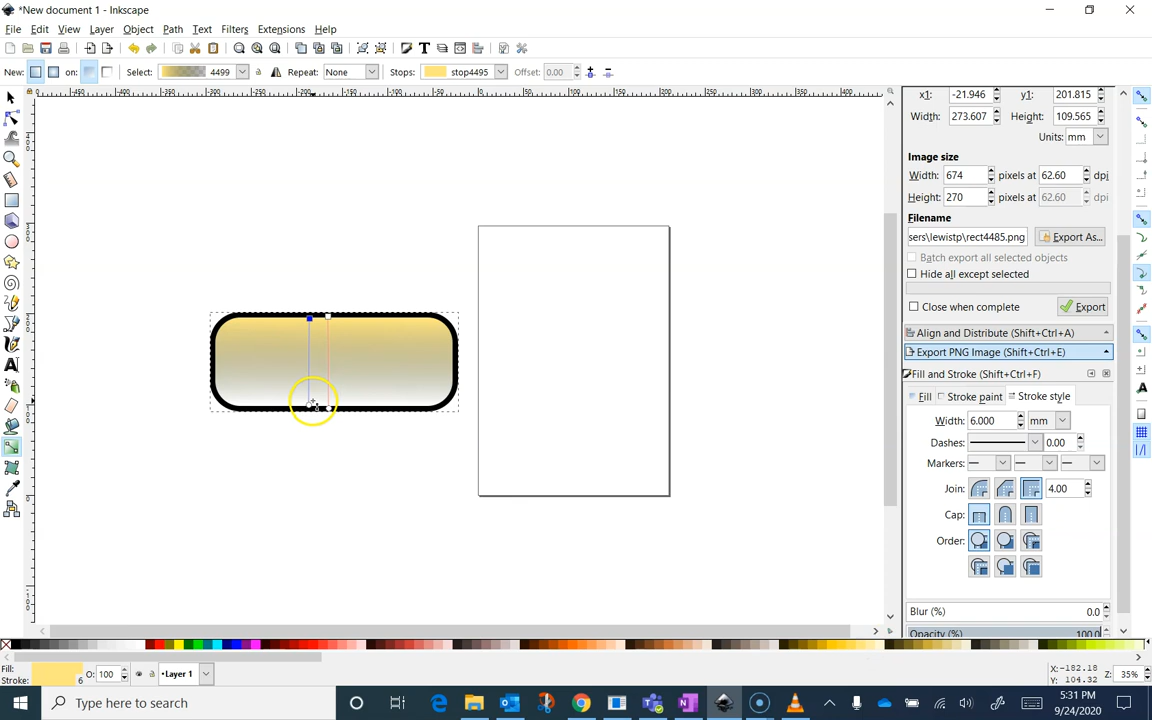 *New document 1 - Inkscape
File Edit View Layer Object Path Text Filters Extensions Help
New: on: Select: 4499 Repeat: None Stops: stop4495 Offset: 0.00
x1: -21.946 y1: 201.815
Width: 273.607 Height: 109.565
Units: mm
Image size
Width: 674 pixels at 62.60 dpi
Height: 270 pixels at 62.60 dpi
Filename
sers\lewistp\rect4485.png Export As...
Batch export all selected objects
Hide all except selected
Close when complete Export
Align and Distribute (Shift+Ctrl+A)
Export PNG Image (Shift+Ctrl+E)
Fill and Stroke (Shift+Ctrl+F)
Fill Stroke paint Stroke style
Width: 6.000 mm
Dashes: 0.00
Markers:
Join: 4.00
Cap:
Order:
Blur (%) 0.0
Opacity (%) 100.0
Fill:
Stroke: 6 O: 100 •Layer 1
X: -182.18
Y: 104.32 Z: 35%
Type here to search
5:31 PM
9/24/2020